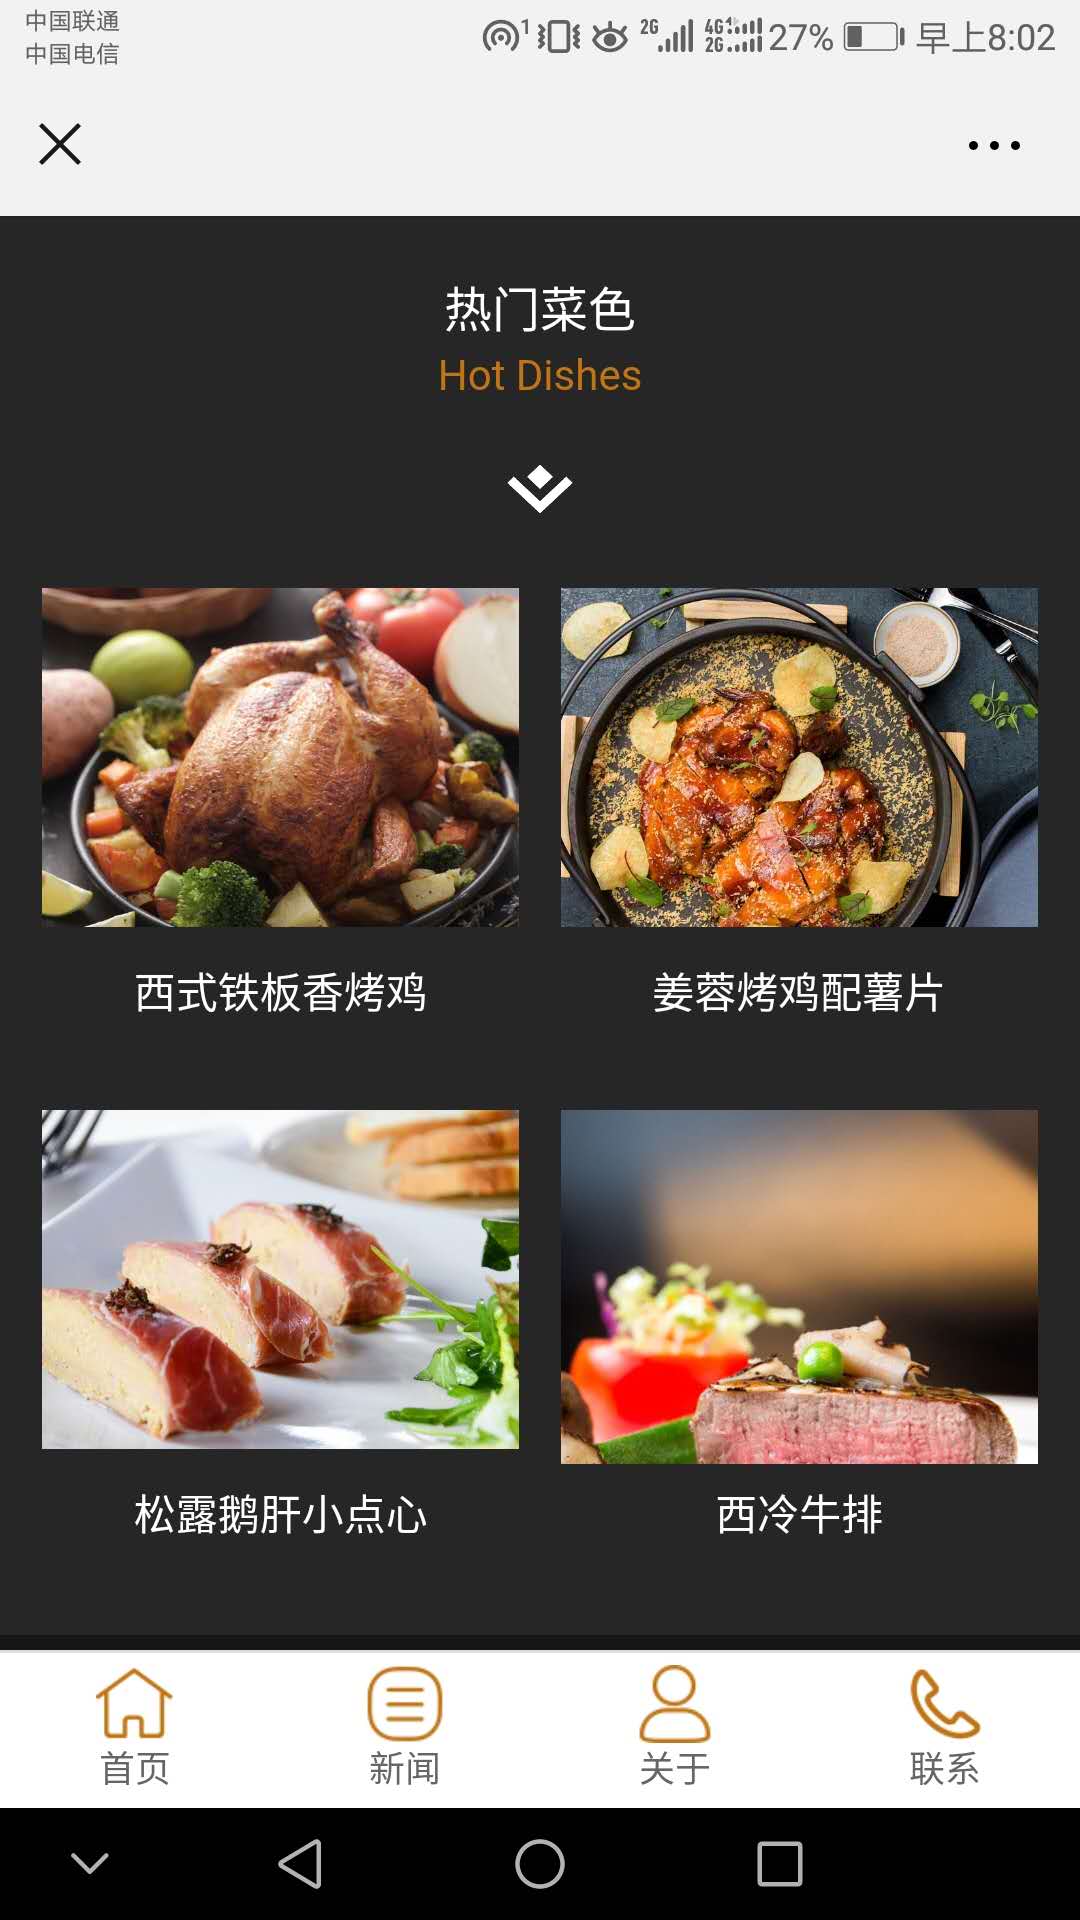 中国联通
中国电信
1 2G 4G 2G 27% 早上8:02
热门菜色
Hot Dishes
西式铁板香烤鸡
姜蓉烤鸡配薯片
松露鹅肝小点心
西冷牛排
首页
新闻
关于
联系